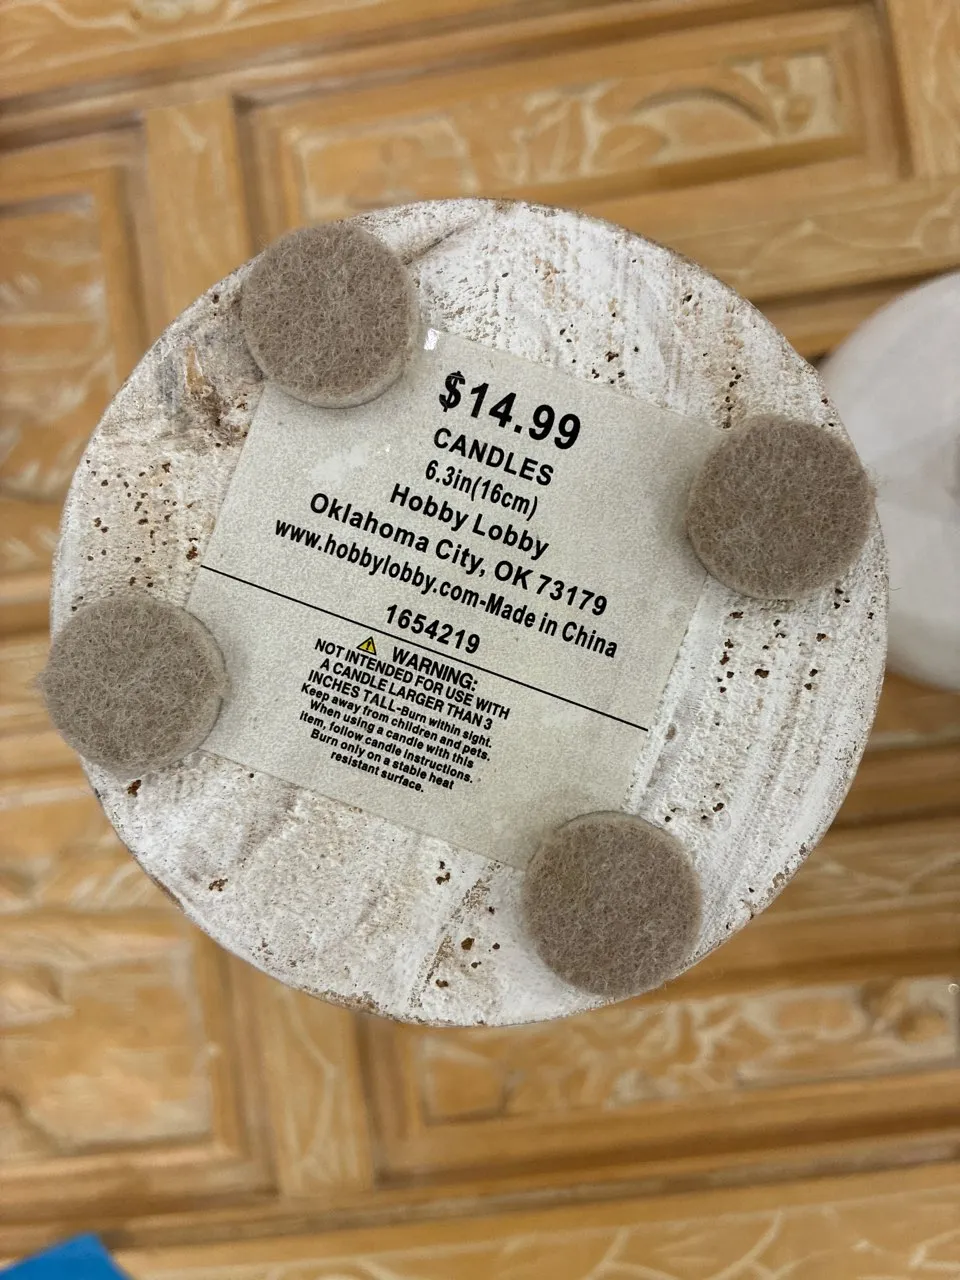 $14.99
CANDLES
6.3in(16cm)
Hobby Lobby
Oklahoma City, OK 73179
www.hobbylobby.com-Made in China
1654219
WARNING:
NOT INTENDED FOR USE WITH
A CANDLE LARGER THAN 3
INCHES TALL-Burn within sight.
Keep away from children and pets.
When using a candle with this
item, follow candle instructions.
Burn only on a stable heat
resistant surface.